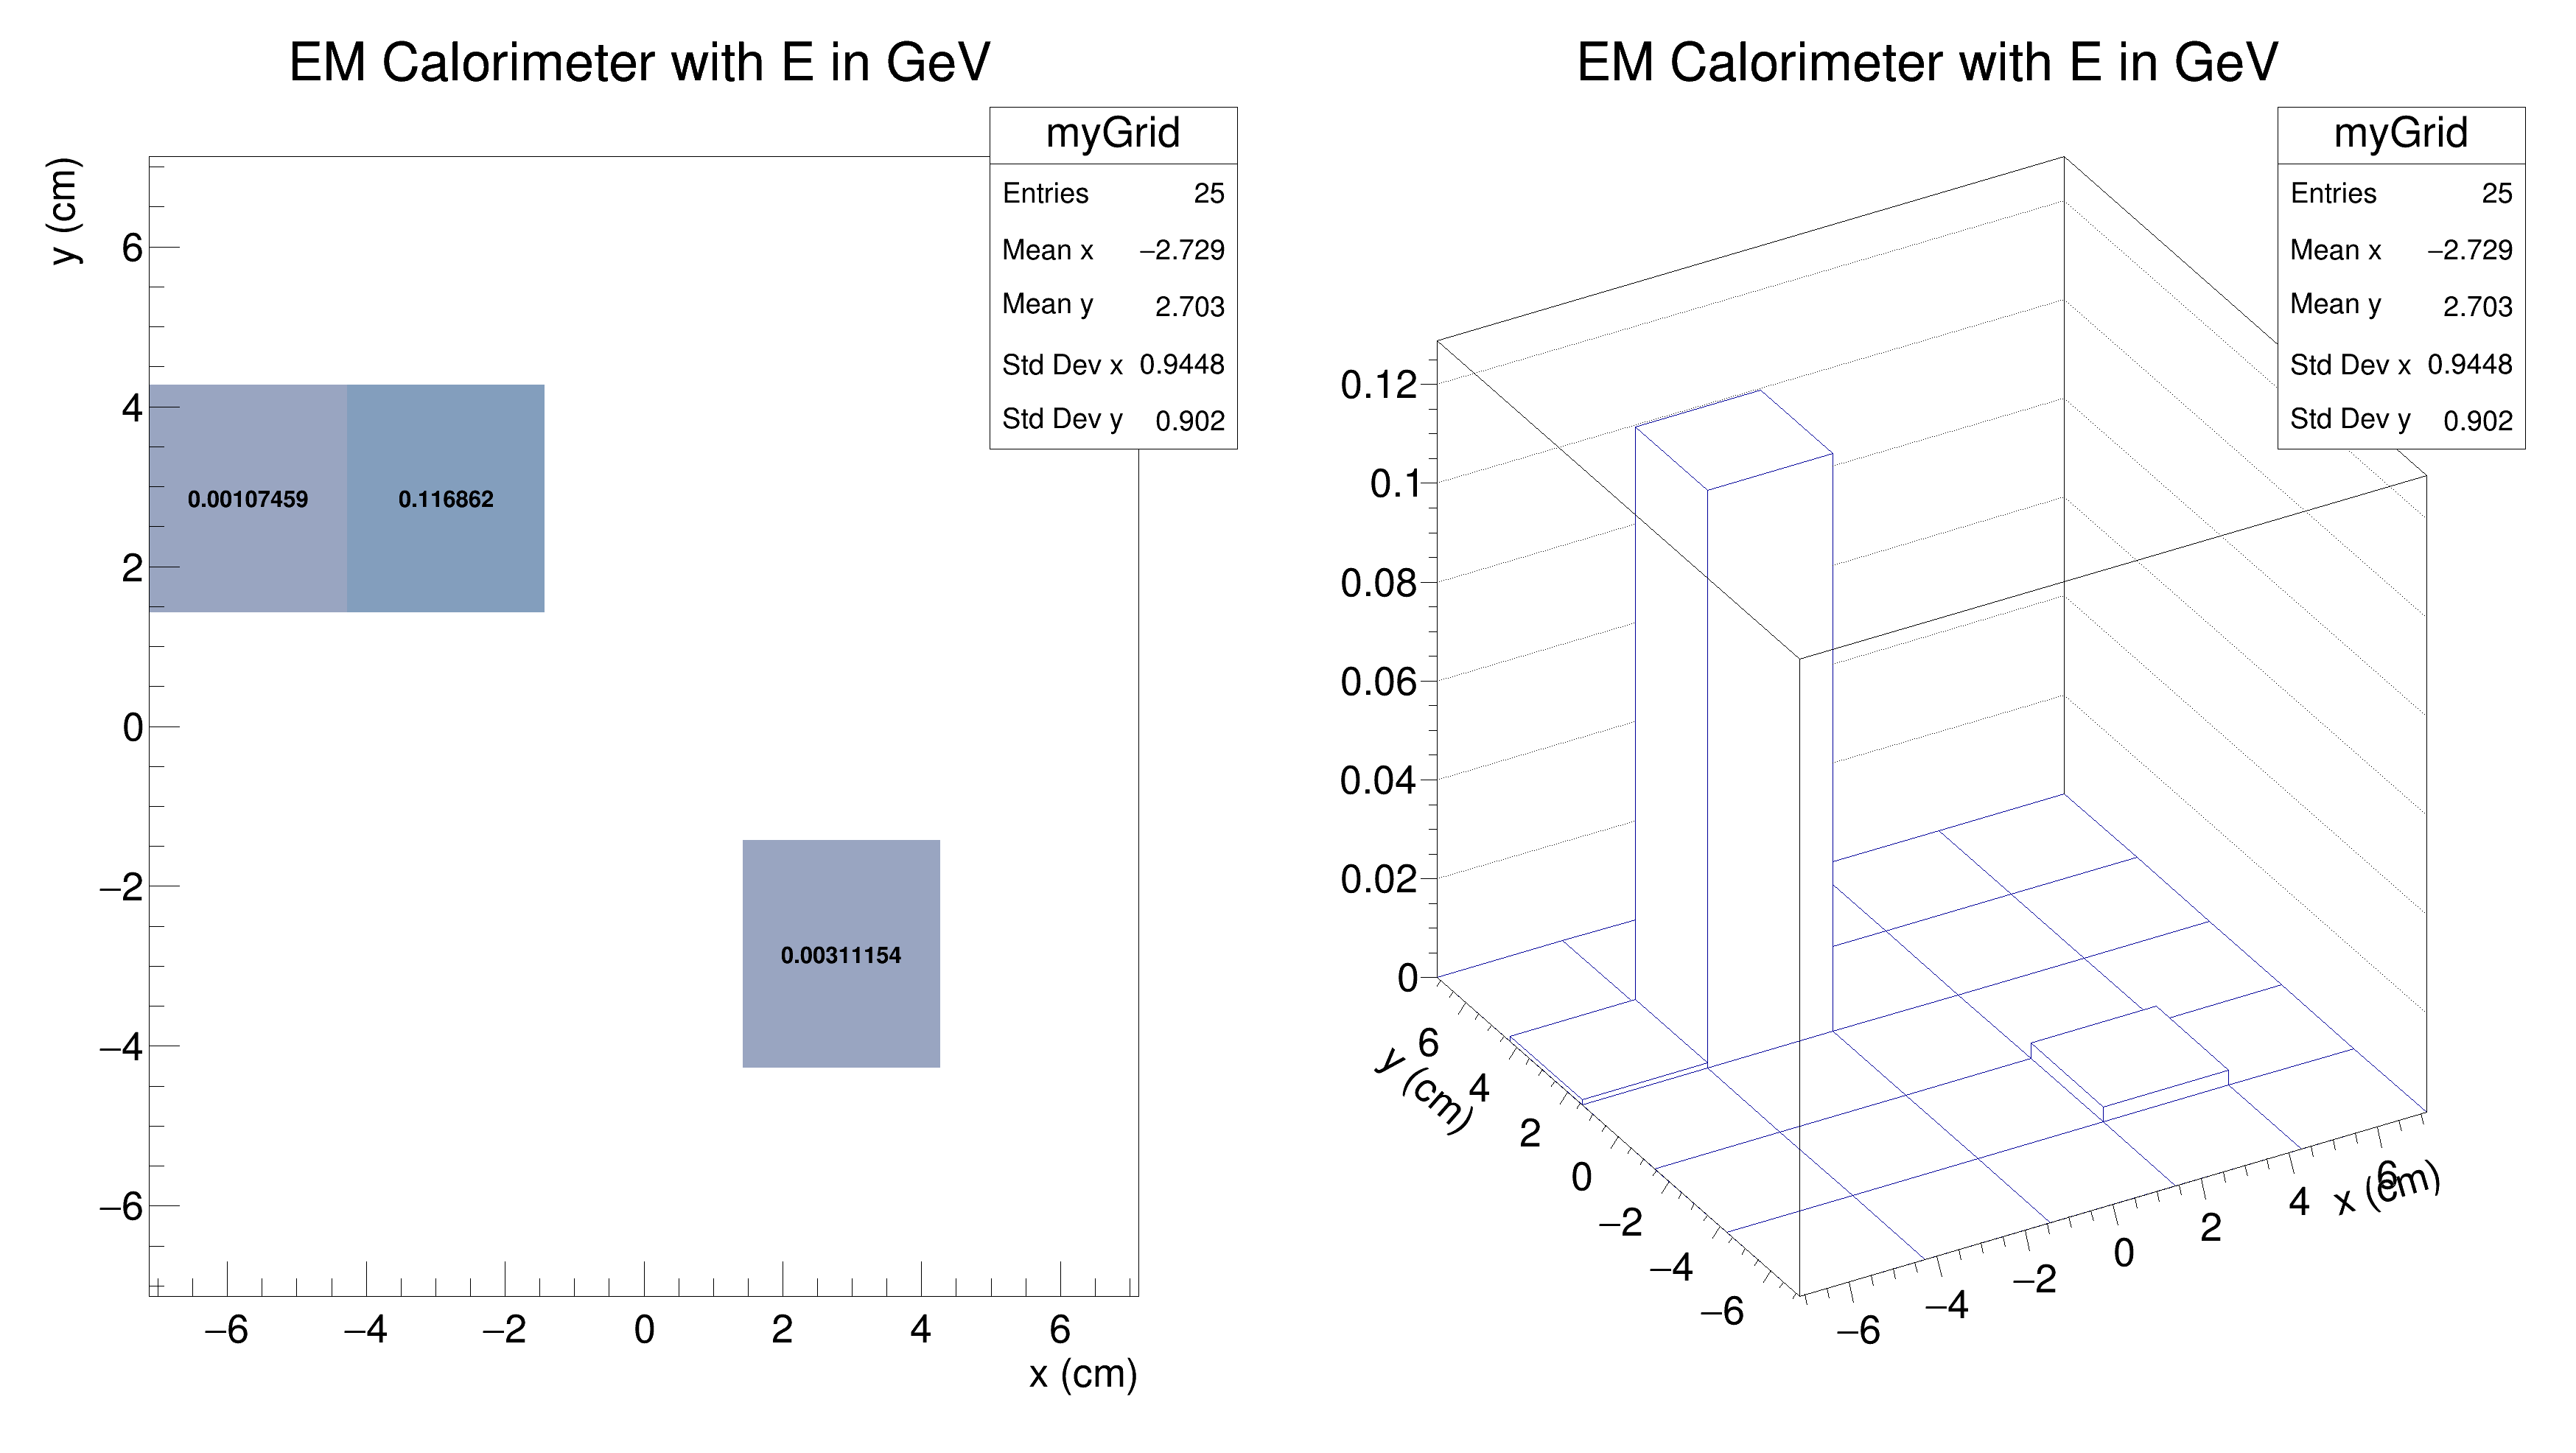 EM Calorimeter with E in GeV
myGrid
Entries 25
Mean x −2.729
Mean y 2.703
Std Dev x 0.9448
Std Dev y 0.902
y (cm)
6
4
2
0
−2
−4
−6
0.00107459 0.116862
0.00311154
−6 −4 −2 0 2 4 6
x (cm)
EM Calorimeter with E in GeV
myGrid
Entries 25
Mean x −2.729
Mean y 2.703
Std Dev x 0.9448
Std Dev y 0.902
0.12
0.1
0.08
0.06
0.04
0.02
0
6
4
2
0
−2
−4
−6
y (cm)
−6 −4 −2 0 2 4 6
x (cm)